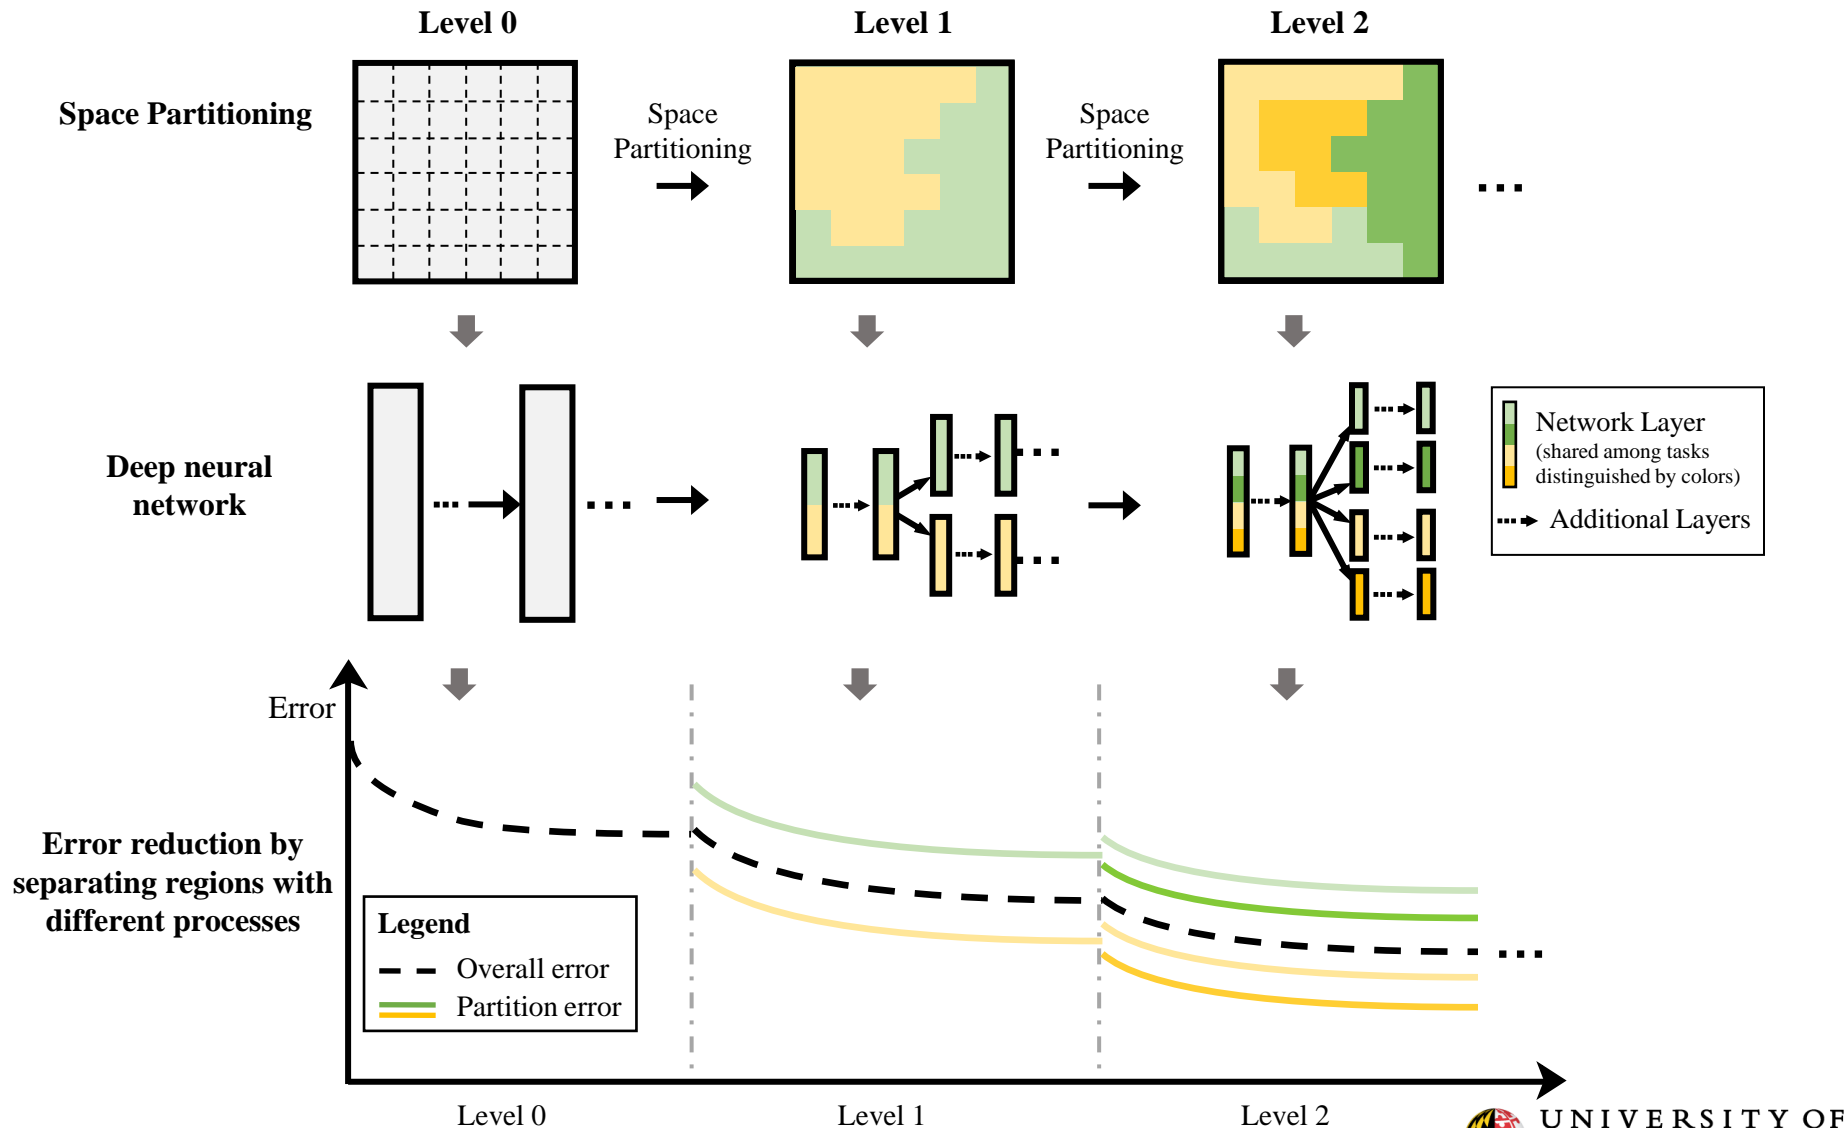 Level 0
Level 1
Level 2
Space Partitioning
Space
Partitioning
Space
Partitioning
Deep neural
network
Network Layer
(shared among tasks
distinguished by colors)
Additional Layers
Error
Error reduction by
separating regions with
different processes
Legend
Overall error
Partition error
Level 0
Level 1
Level 2
UNIVERSITY OF